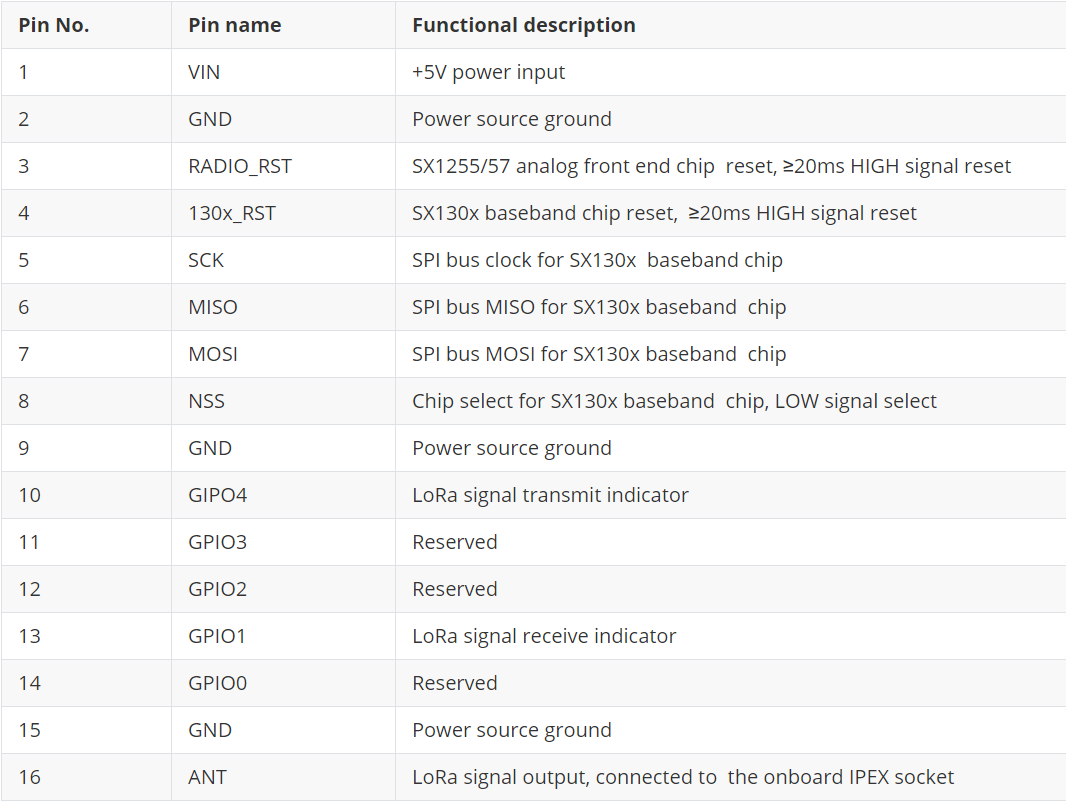 Pin No. Pin name Functional description
1 VIN +5V power input
2 GND Power source ground
3 RADIO_RST SX1255/57 analog front end chip reset, ≥20ms HIGH signal reset
4 130x_RST SX130x baseband chip reset, ≥20ms HIGH signal reset
5 SCK SPI bus clock for SX130x baseband chip
6 MISO SPI bus MISO for SX130x baseband chip
7 MOSI SPI bus MOSI for SX130x baseband chip
8 NSS Chip select for SX130x baseband chip, LOW signal select
9 GND Power source ground
10 GIPO4 LoRa signal transmit indicator
11 GPIO3 Reserved
12 GPIO2 Reserved
13 GPIO1 LoRa signal receive indicator
14 GPIO0 Reserved
15 GND Power source ground
16 ANT LoRa signal output, connected to the onboard IPEX socket